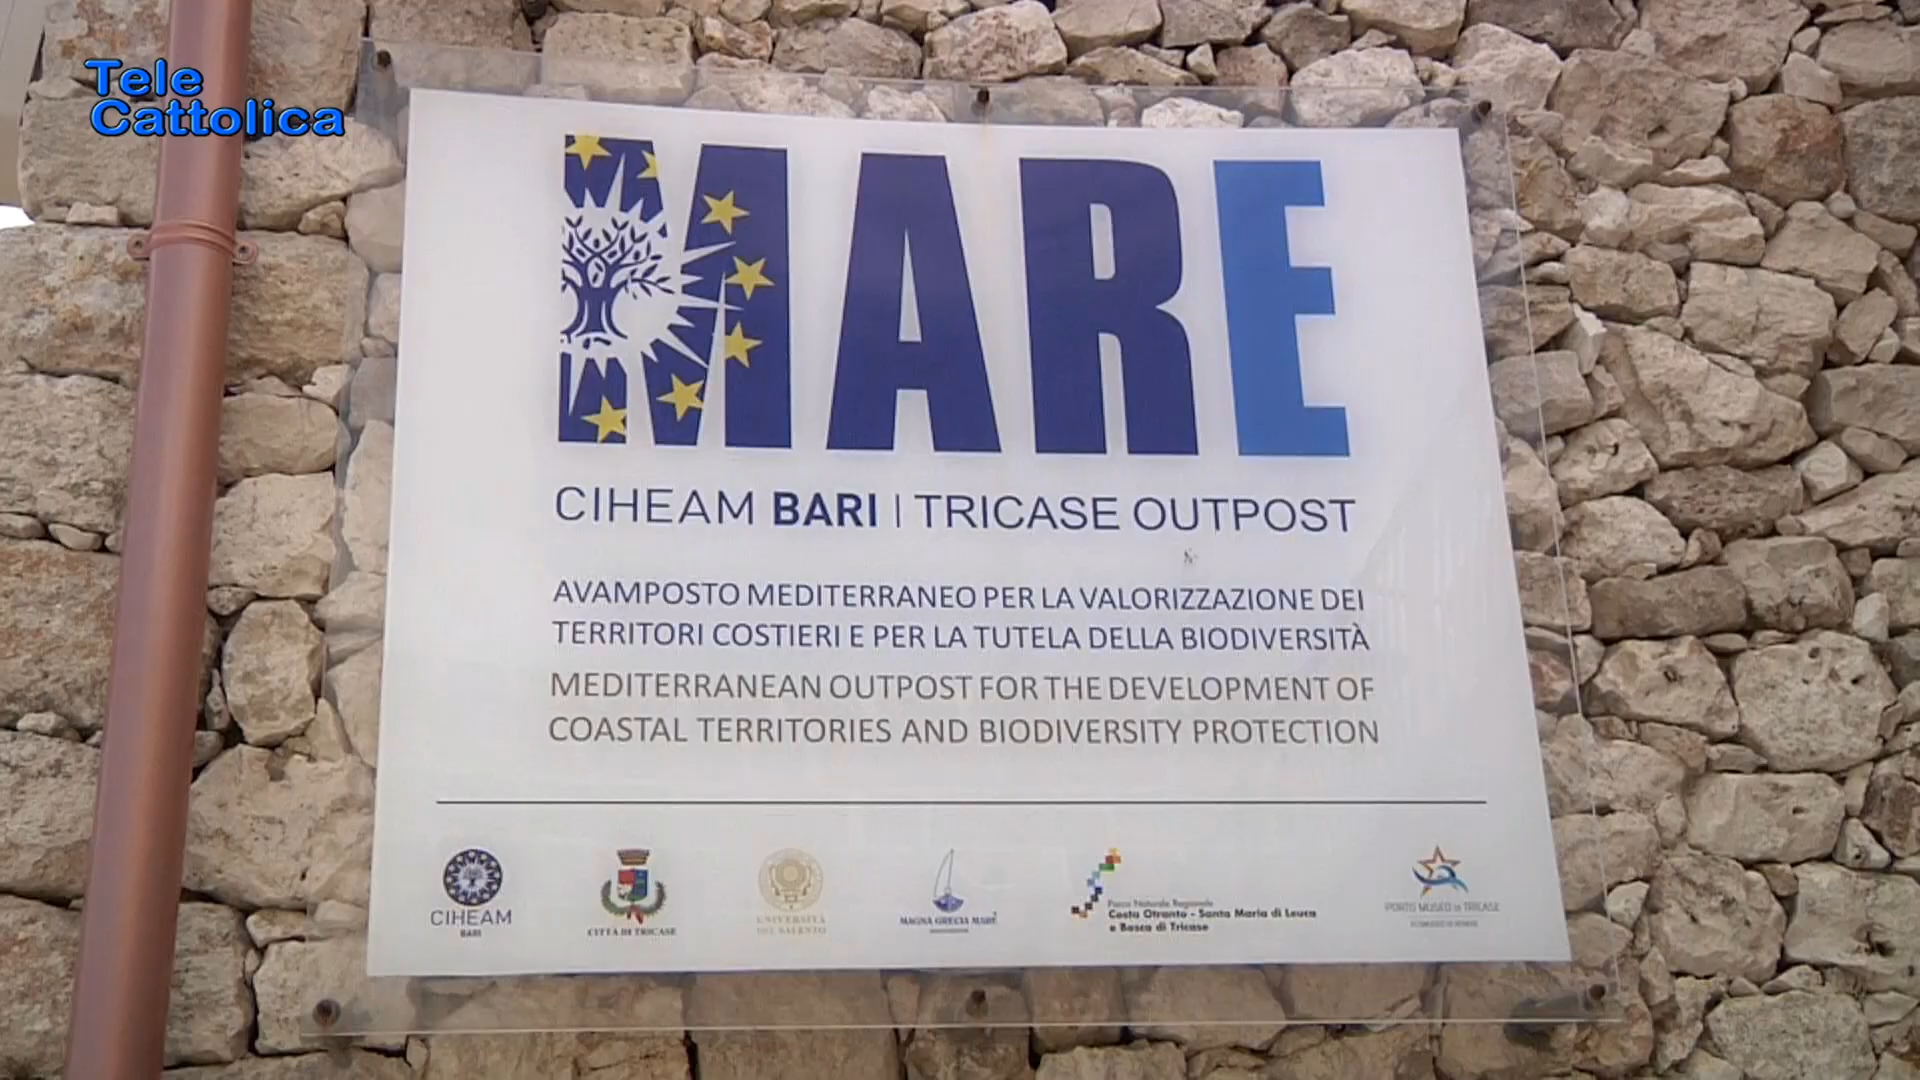 Tele
Cattolica
MARE
CIHEAM BARI | TRICASE OUTPOST
AVAMPOSTO MEDITERRANEO PER LA VALORIZZAZIONE DEI
TERRITORI COSTIERI E PER LA TUTELA DELLA BIODIVERSITÀ
MEDITERRANEAN OUTPOST FOR THE DEVELOPMENT OF
COASTAL TERRITORIES AND BIODIVERSITY PROTECTION
CIHEAM
BARI
CITTÀ DI TRICASE
UNIVERSITÀ
DEL SALENTO
MAGNA GRECIA MARE
Parco Naturale Regionale
Costa Otranto - Santa Maria di Leuca
e Bosco di Tricase
PORTO MUSEO DI TRICASE